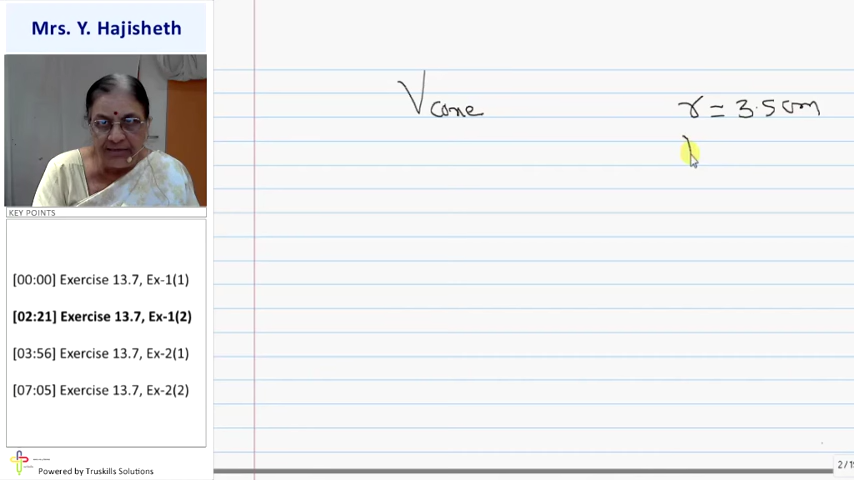 Mrs. Y. Hajisheth
V cone
r = 3.5 cm
KEY POINTS
[00:00] Exercise 13.7, Ex-1(1)
[02:21] Exercise 13.7, Ex-1(2)
[03:56] Exercise 13.7, Ex-2(1)
[07:05] Exercise 13.7, Ex-2(2)
Powered by Truskills Solutions